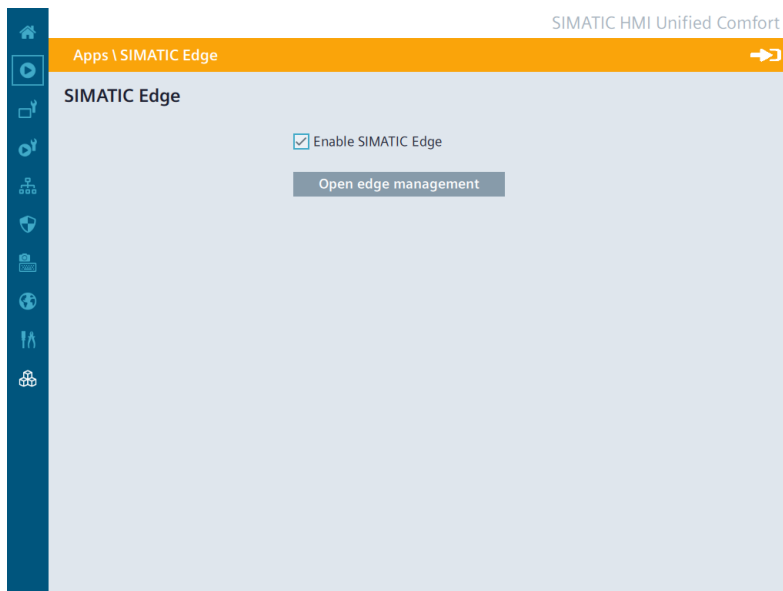 SIMATIC HMI Unified Comfort
Apps \ SIMATIC Edge
SIMATIC Edge
Enable SIMATIC Edge
Open edge management